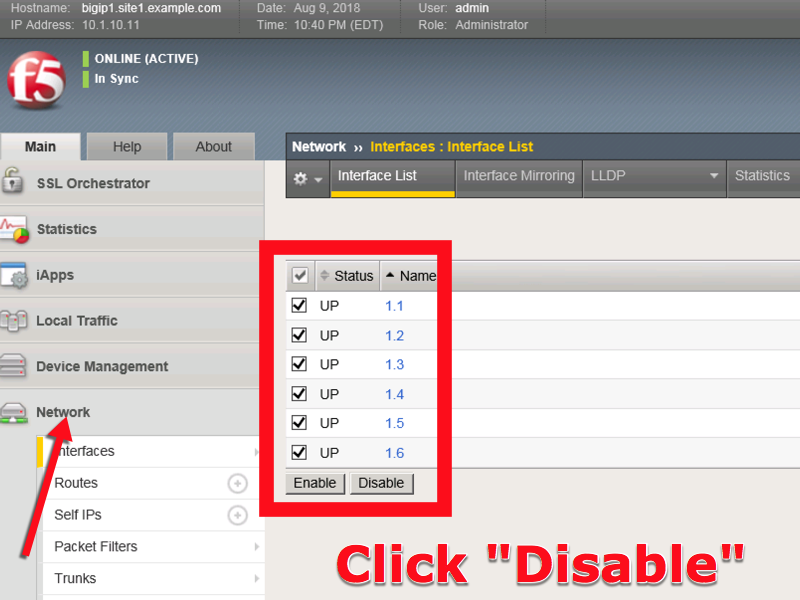 Hostname: bigip1.site1.example.com Date: Aug 9, 2018 User: admin
IP Address: 10.1.10.11 Time: 10:40 PM (EDT) Role: Administrator
f5
ONLINE (ACTIVE)
In Sync
Main Help About
Network ›› Interfaces : Interface List
Interface List Interface Mirroring LLDP Statistics
SSL Orchestrator
Statistics
iApps
Local Traffic
Device Management
Network
Interfaces
Routes
Self IPs
Packet Filters
Trunks
Status Name
UP 1.1
UP 1.2
UP 1.3
UP 1.4
UP 1.5
UP 1.6
Enable Disable
Click "Disable"